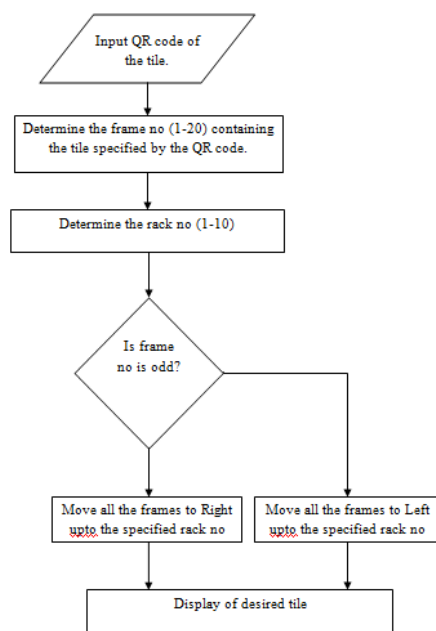 Input QR code of
the tile.
Determine the frame no (1-20) containing
the tile specified by the QR code.
Determine the rack no (1-10)
Is frame
no is odd?
Move all the frames to Right
upto the specified rack no
Move all the frames to Left
upto the specified rack no
Display of desired tile